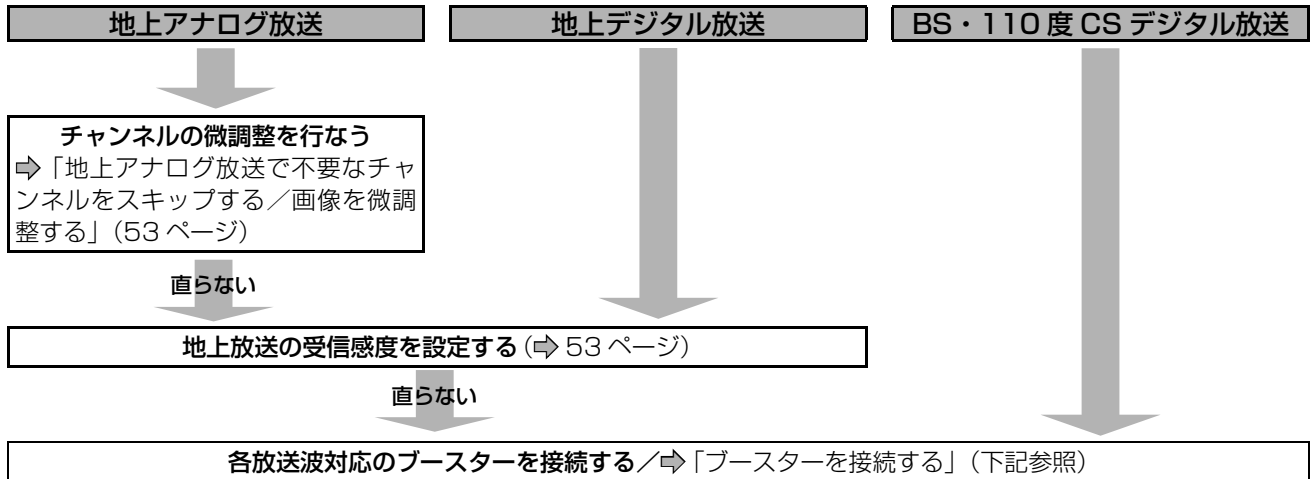 地上アナログ放送
地上デジタル放送
BS・110度CSデジタル放送
チャンネルの微調整を行なう
⇨「地上アナログ放送で不要なチャ
ンネルをスキップする／画像を微調
整する」（53ページ）
直らない
地上放送の受信感度を設定する（⇨53ページ）
直らない
各放送波対応のブースターを接続する／⇨「ブースターを接続する」（下記参照）